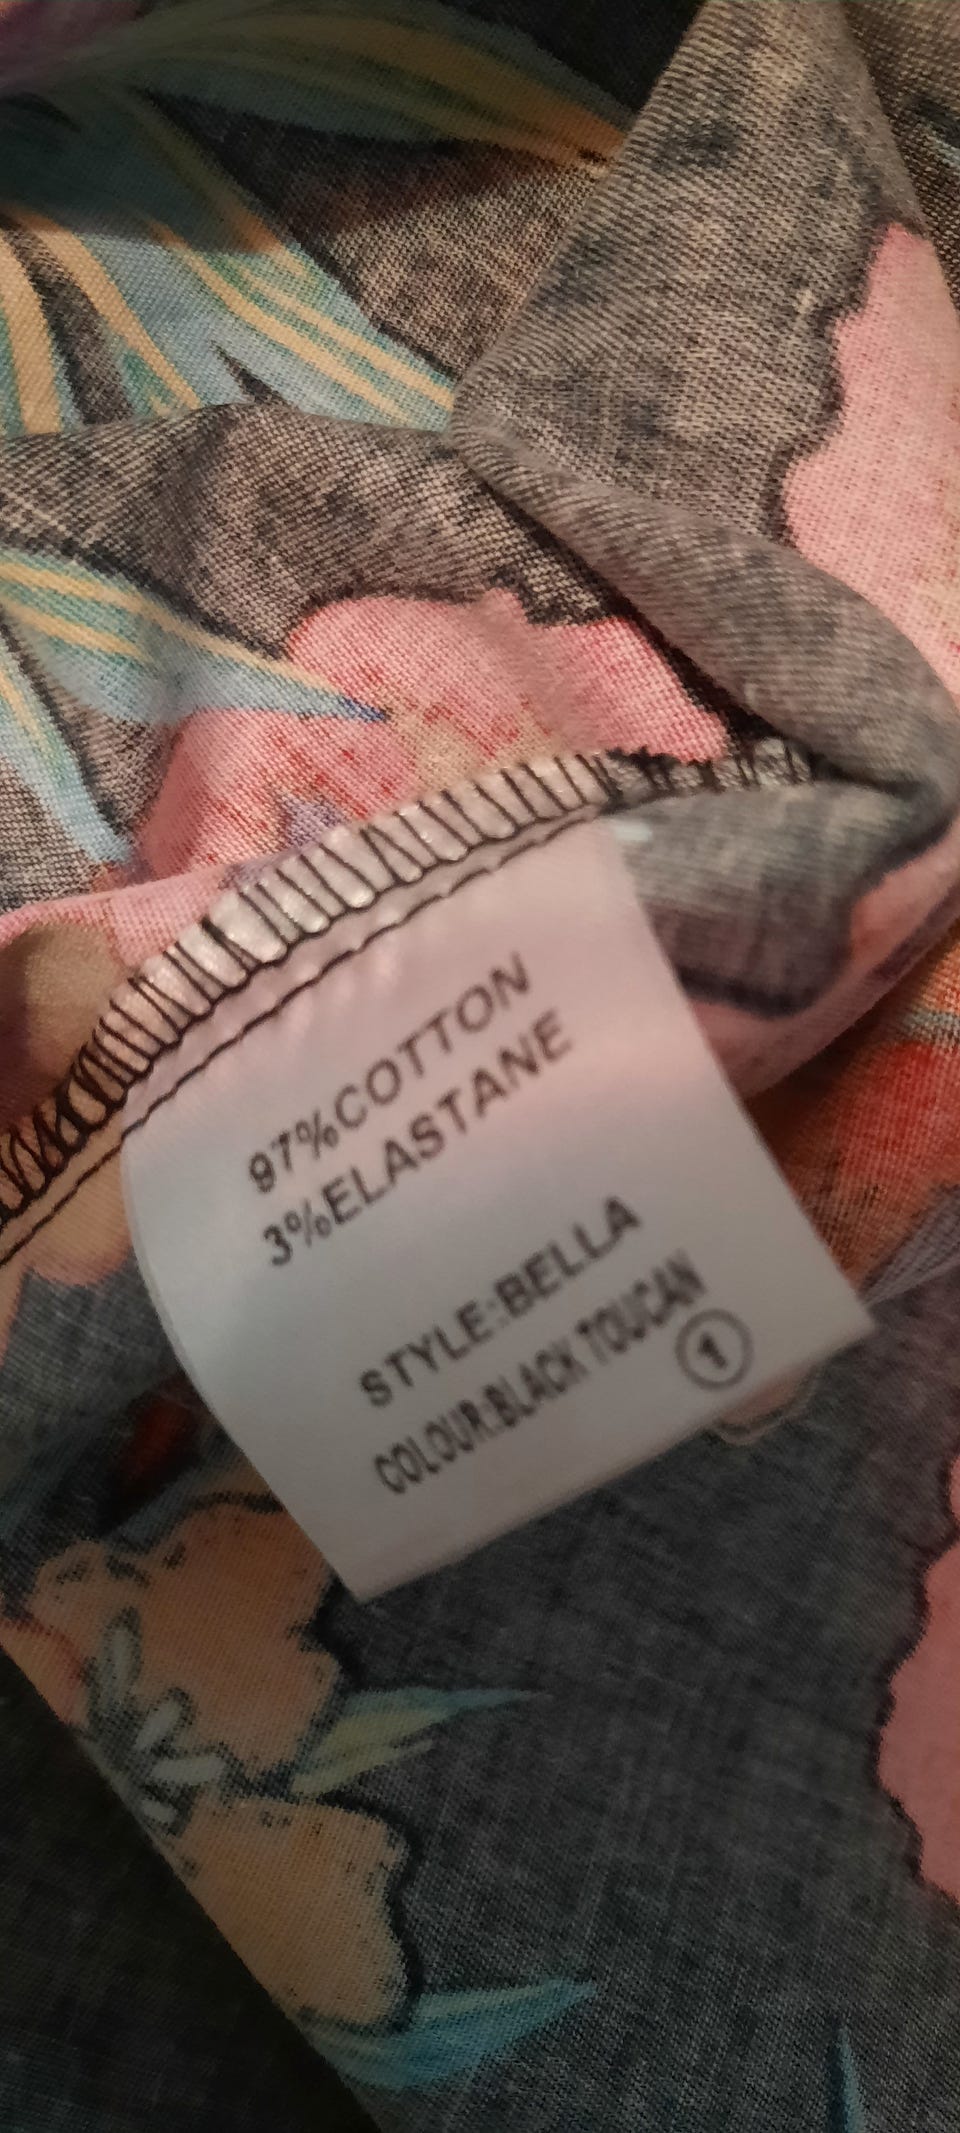 97%COTTON
3%ELASTANE
STYLE:BELLA
COLOUR:BLACK TOUCAN
1